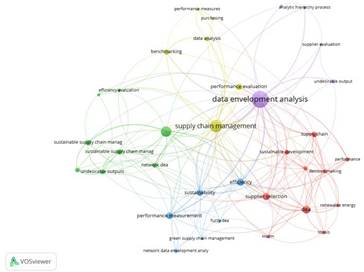 performance measures
analytic hierarchy process
purchasing
data analysis
supplier evaluation
benchmarking
undesirable output
performance evaluation
efficiency evaluation
data envelopment analysis
supply chain management
supply chain
sustainable supply chain manag
sustainable supply chain manag
sustainable development
performance
network dea
decision making
undesirable outputs
efficiency
sustainability
supplier selection
renewable energy
dea
performance measurement
fuzzy dea
green supply chain management
network data envelopment analy
VOSviewer